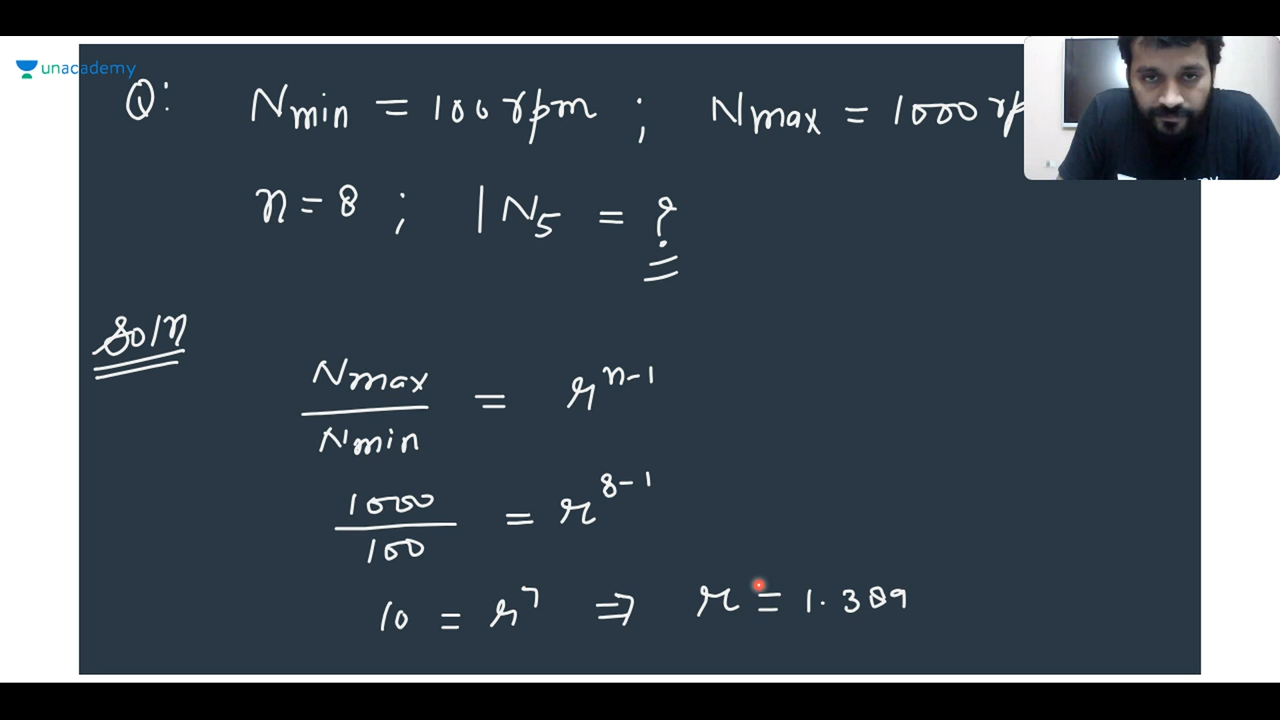 unacademy
Q: Nmin = 100 rpm ; Nmax = 1000 rp
n = 8 ; | N5 = ?
Soln
Nmax / Nmin = r^n-1
1000 / 100 = r^8-1
10 = r^7 ⇒ r = 1.389